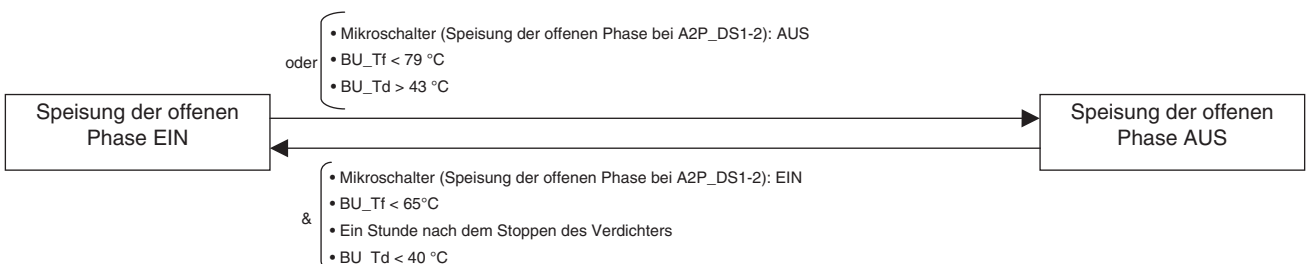 • Mikroschalter (Speisung der offenen Phase bei A2P_DS1-2): AUS
oder
• BU_Tf < 79 °C
• BU_Td > 43 °C
Speisung der offenen
Phase EIN
Speisung der offenen
Phase AUS
• Mikroschalter (Speisung der offenen Phase bei A2P_DS1-2): EIN
• BU_Tf < 65°C
&
• Ein Stunde nach dem Stoppen des Verdichters
• BU_Td < 40 °C